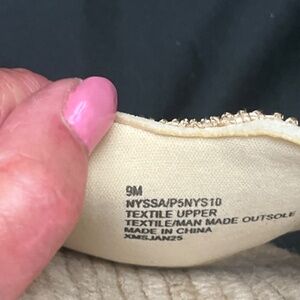 9M
NYSSA/P5NYS10
TEXTILE UPPER
TEXTILE/MAN MADE OUTSOLE
MADE IN CHINA
XMSJAN25